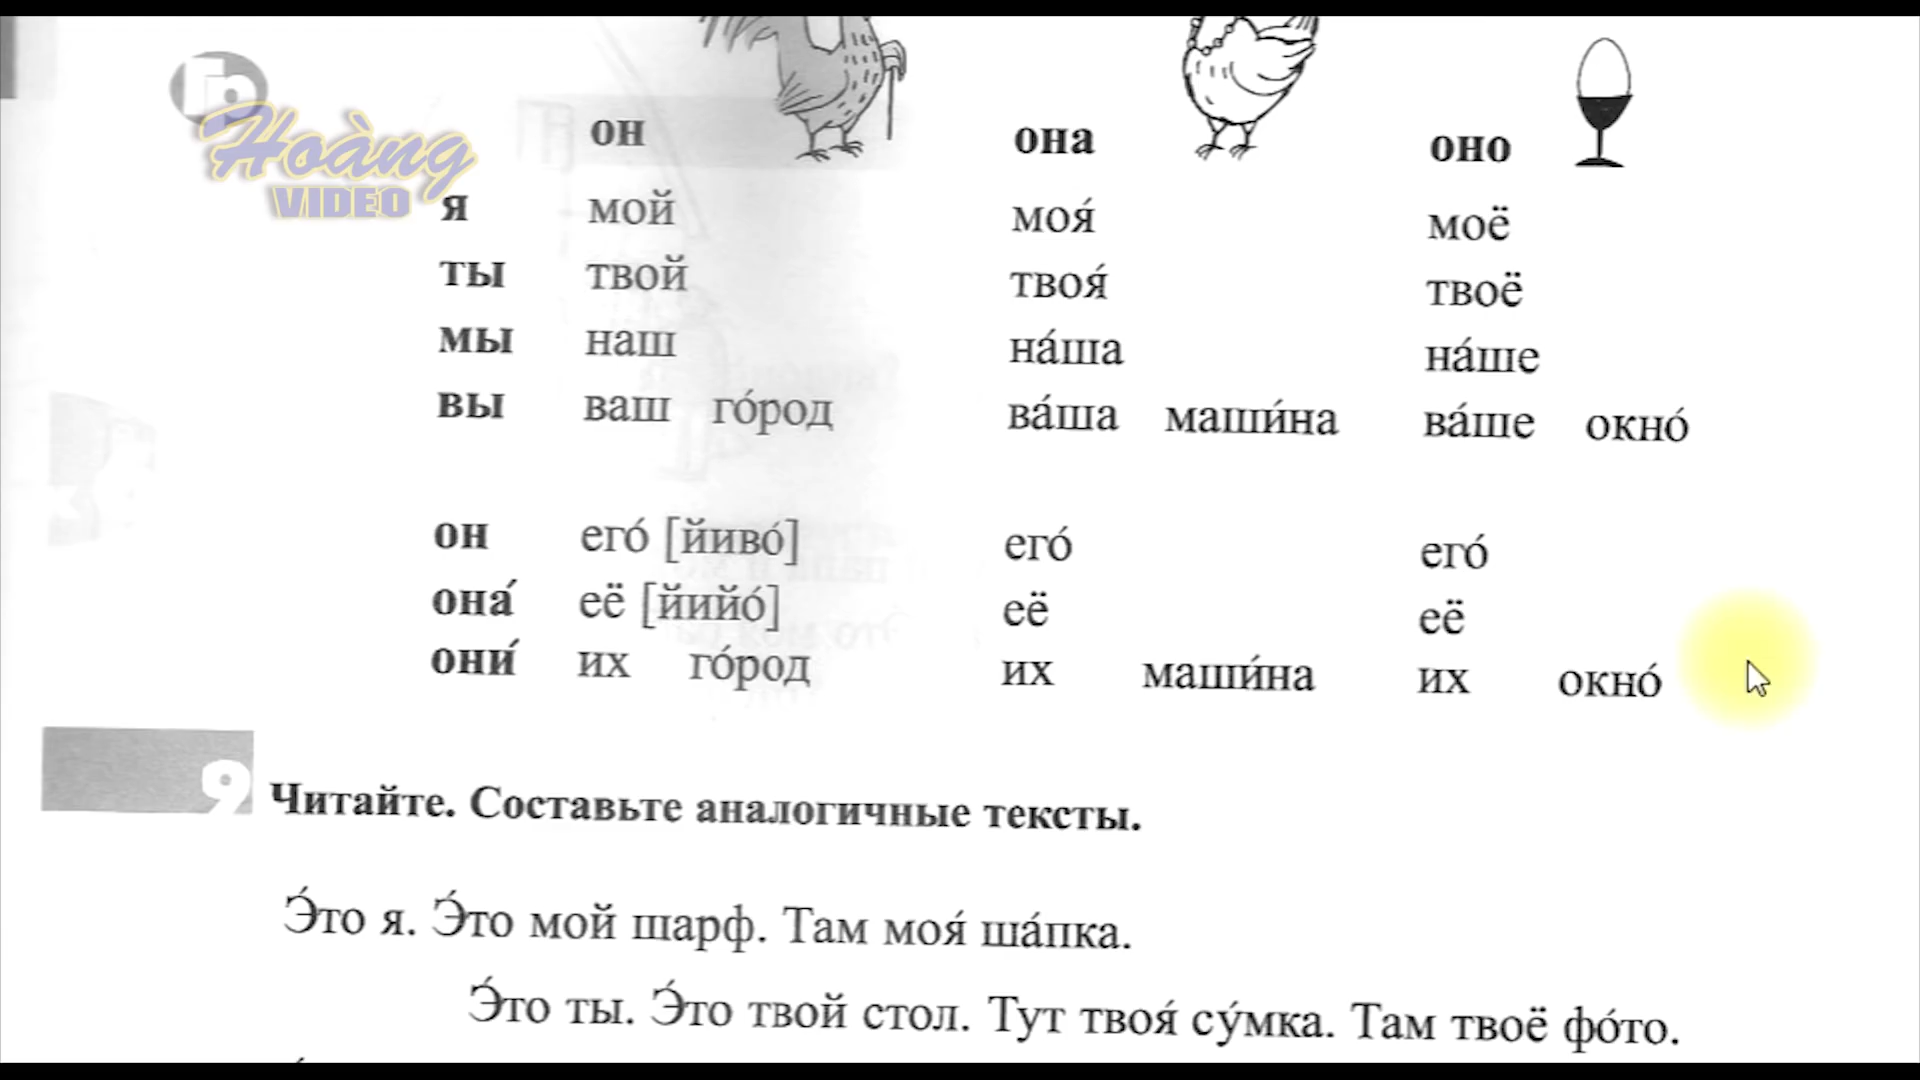 Гр
Hoàng
VIDEO
он она оно
я мой моя́ моё
ты твой твоя́ твоё
мы наш на́ша на́ше
вы ваш го́род ва́ша маши́на ва́ше окно́
он его́ [йиво́] его́ его́
она́ её [йийо́] её её
они́ их го́род их маши́на их окно́
9 Читайте. Составьте аналогичные тексты.
Э́то я. Э́то мой шарф. Там моя́ ша́пка.
Э́то ты. Э́то твой стол. Тут твоя́ су́мка. Там твоё фо́то.